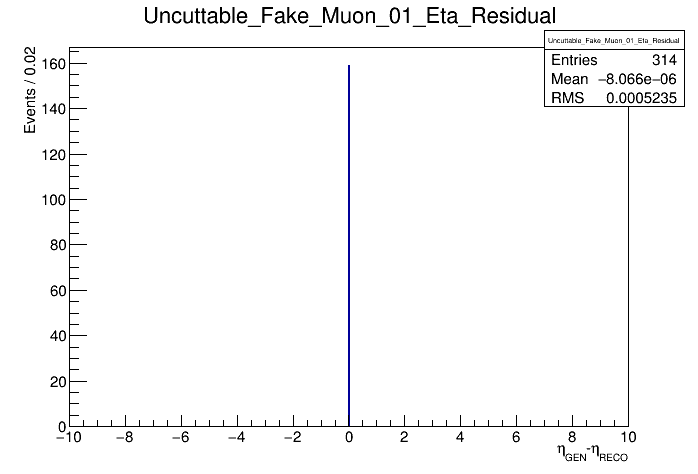 Uncuttable_Fake_Muon_01_Eta_Residual
Uncuttable_Fake_Muon_01_Eta_Residual
Entries 314
Mean −8.066e−06
RMS 0.0005235
Events / 0.02
160
140
120
100
80
60
40
20
0
−10 −8 −6 −4 −2 0 2 4 6 8 10
η_GEN-η_RECO